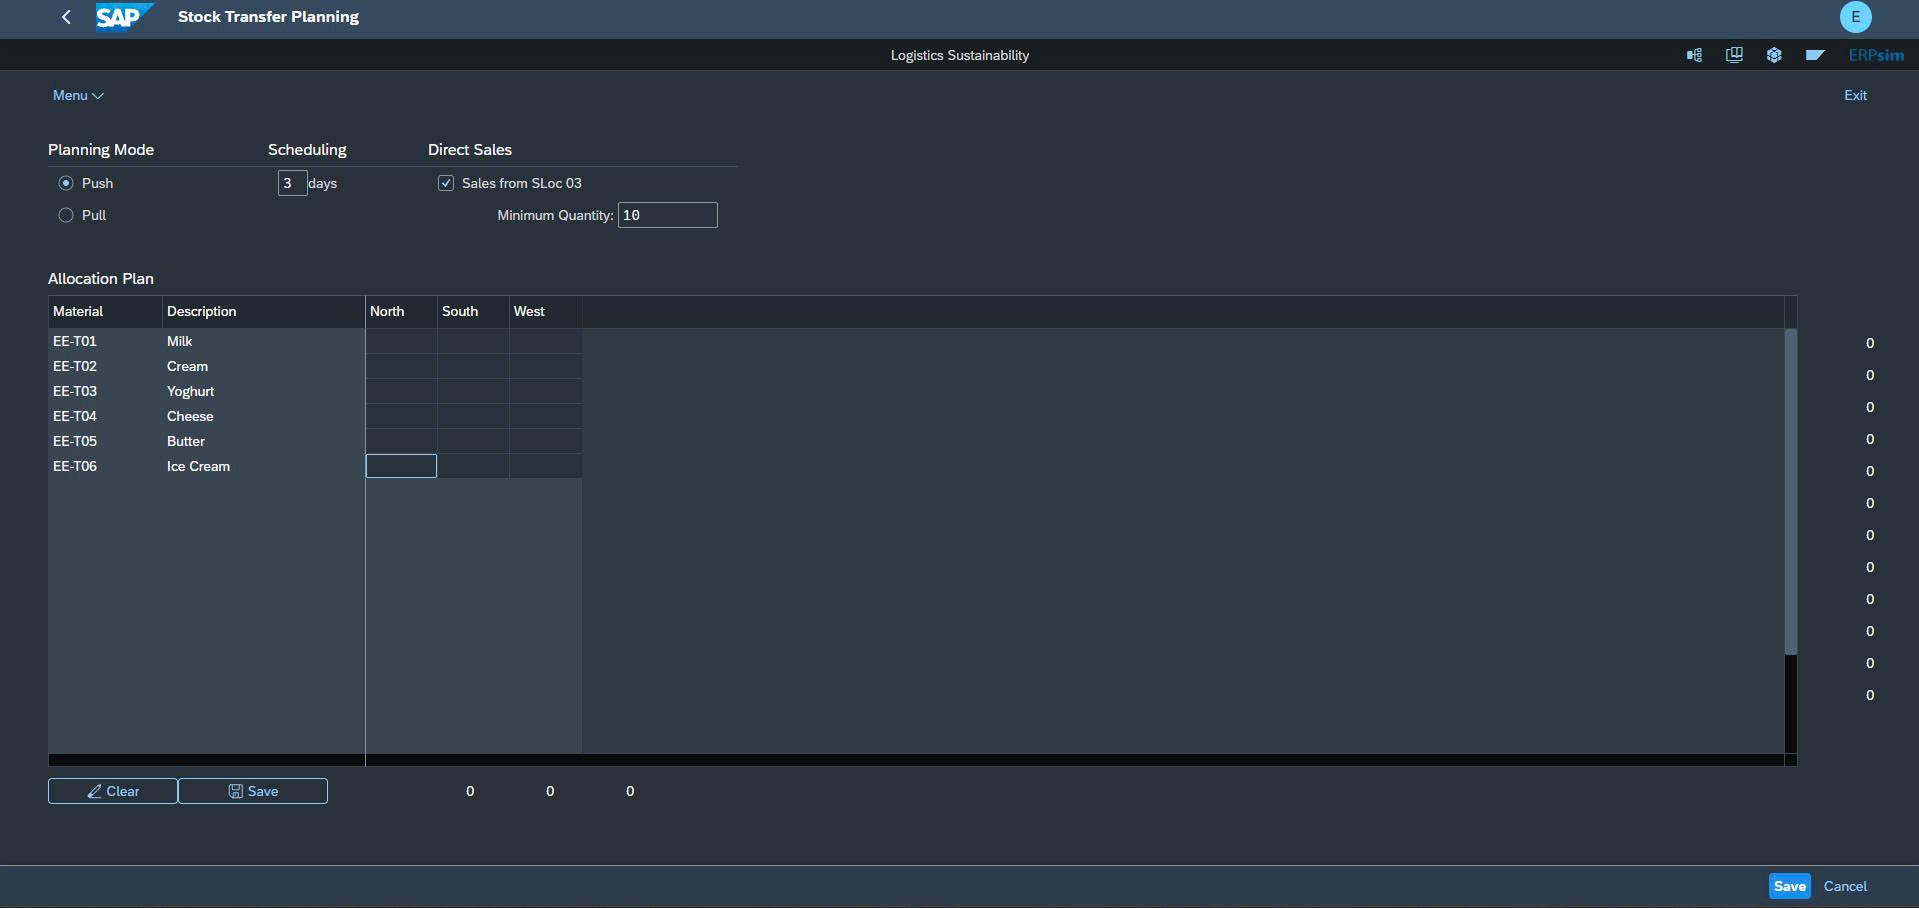 SAP Stock Transfer Planning E
Logistics Sustainability ERPsim
Menu Exit
Planning Mode Scheduling Direct Sales
Push 3 days Sales from SLoc 03
Pull Minimum Quantity: 10
Allocation Plan
Material Description North South West
EE-T01 Milk 0
EE-T02 Cream 0
EE-T03 Yoghurt 0
EE-T04 Cheese 0
EE-T05 Butter 0
EE-T06 Ice Cream 0
0
0
0
0
0
0
Clear Save 0 0 0
Save Cancel